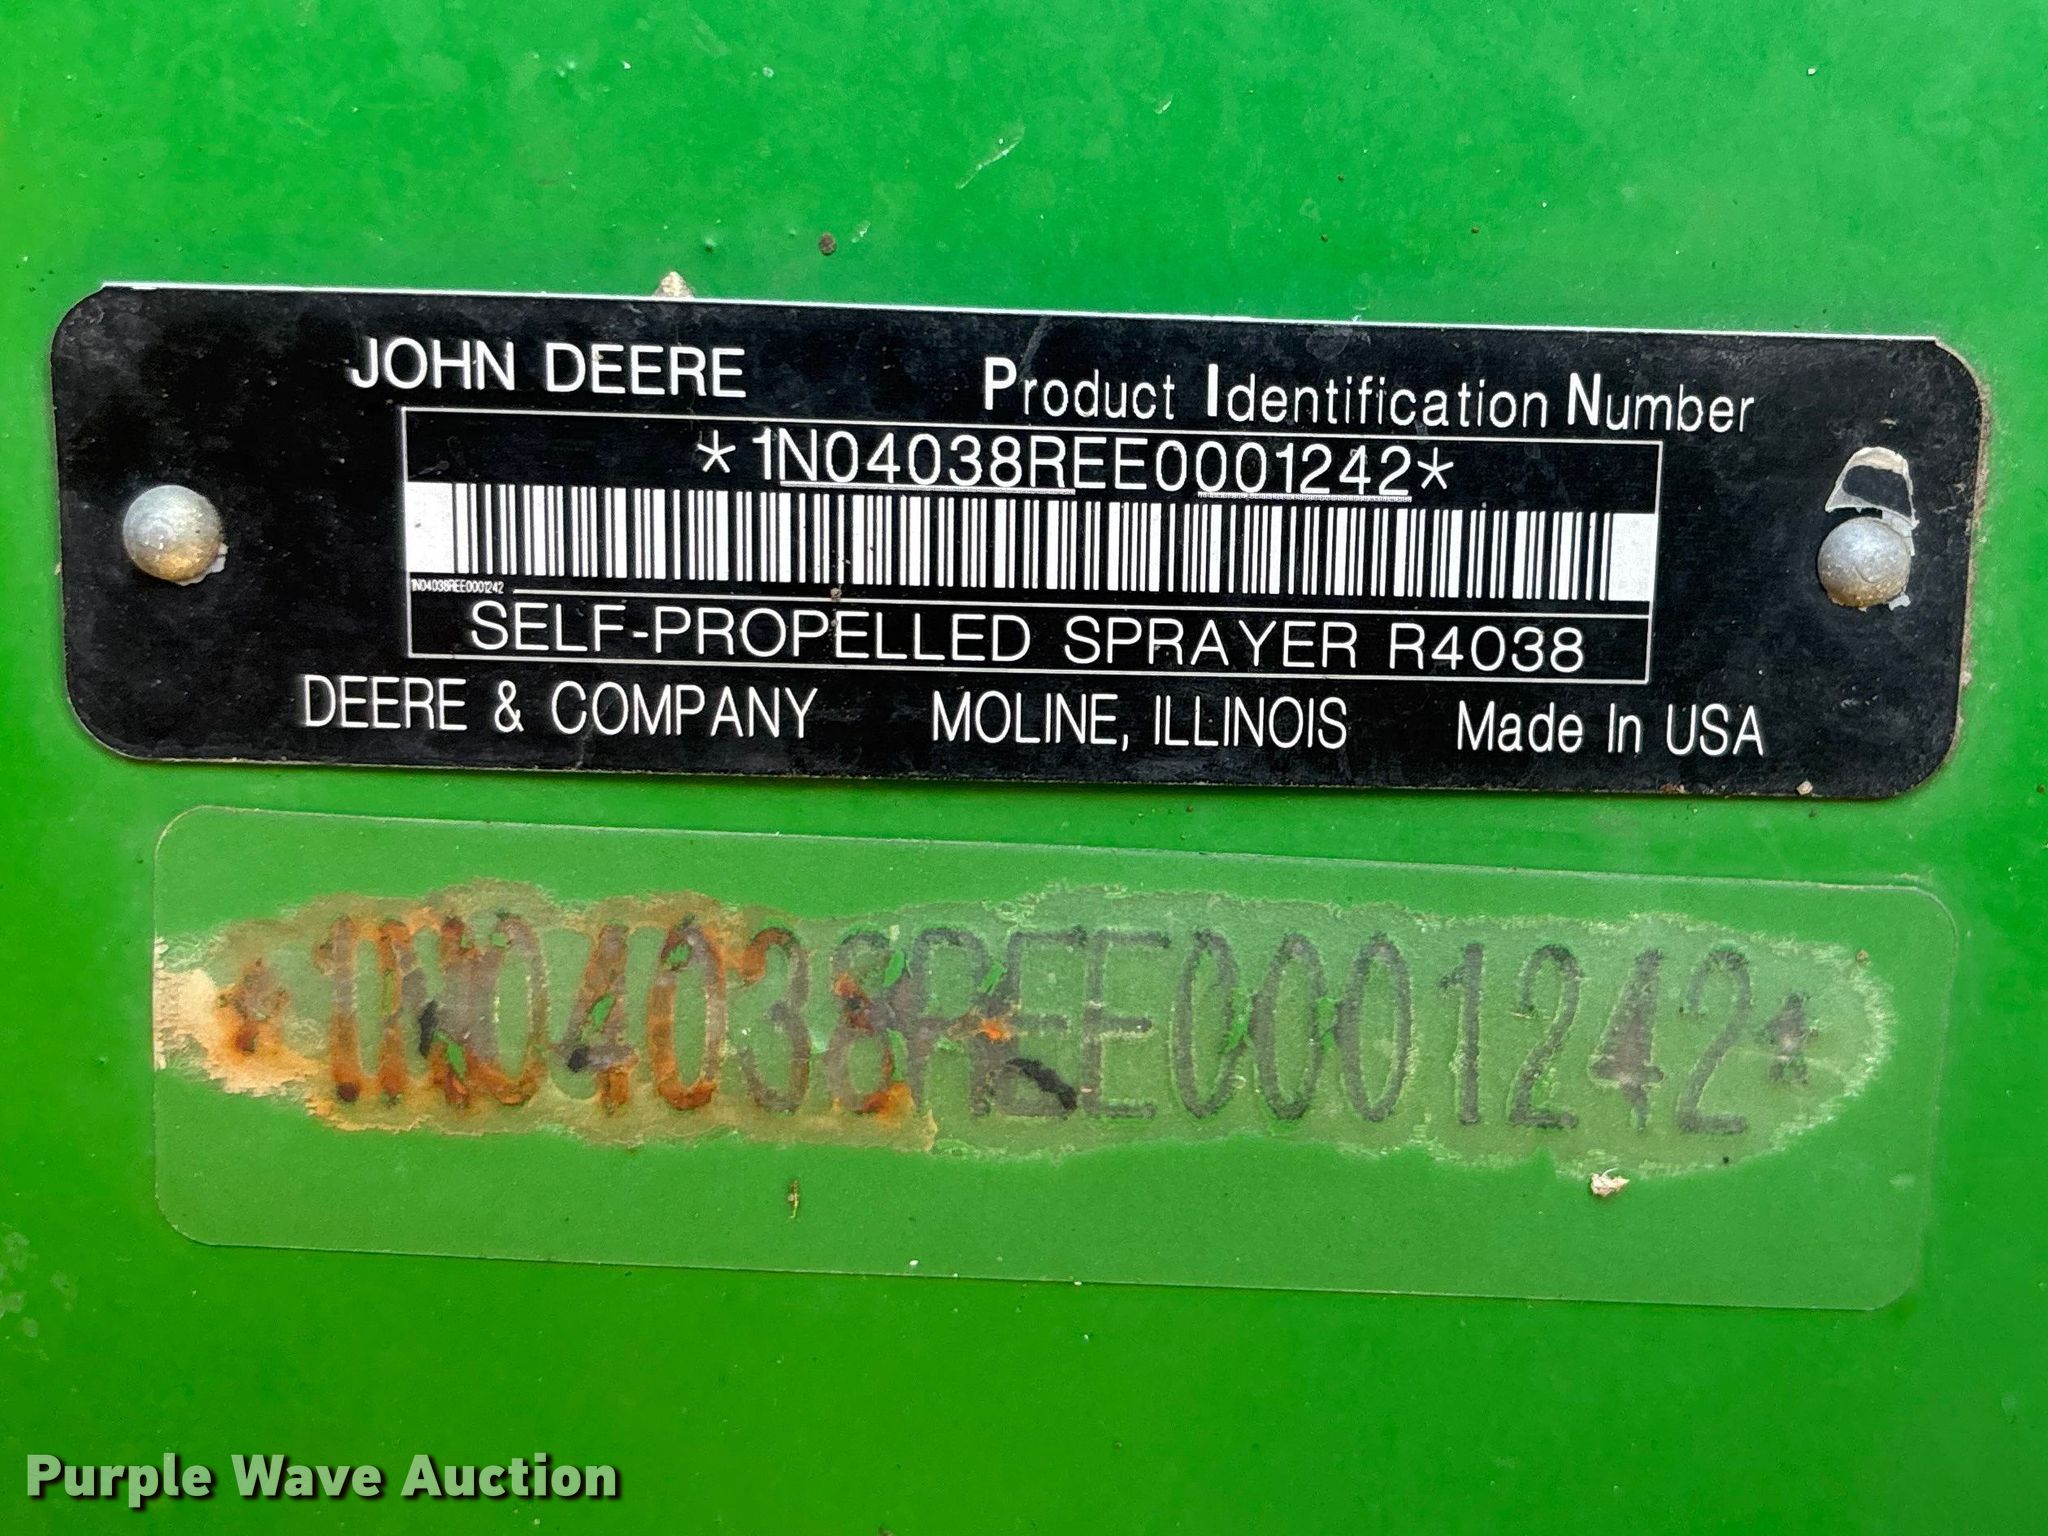 JOHN DEERE Product Identification Number
*1N04038REE0001242*
1N04038REE0001242
SELF-PROPELLED SPRAYER R4038
DEERE & COMPANY MOLINE, ILLINOIS Made In USA
*1N04038REE0001242*
Purple Wave Auction